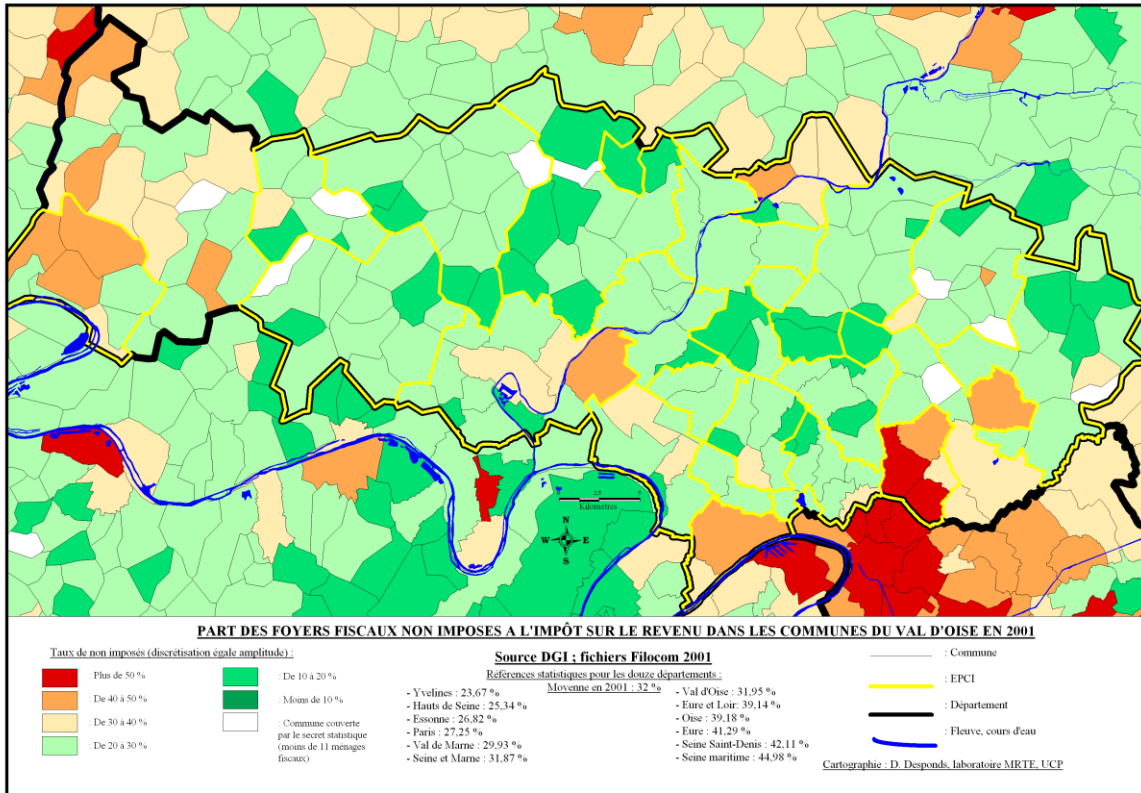 0 2.5 5
Kilomètres
N
W E
S
PART DES FOYERS FISCAUX NON IMPOSES A L'IMPÔT SUR LE REVENU DANS LES COMMUNES DU VAL D'OISE EN 2001
Taux de non imposés (discrétisation égale amplitude) :
: Plus de 50 %
: De 40 à 50 %
: De 30 à 40 %
: De 20 à 30 %
: De 10 à 20 %
: Moins de 10 %
: Commune couverte
par le secret statistique
(moins de 11 ménages
fiscaux)
Source DGI ; fichiers Filocom 2001
Références statistiques pour les douze départements :
Moyenne en 2001 : 32 %
- Yvelines : 23,67 %
- Hauts de Seine : 25,34 %
- Essonne : 26,82 %
- Paris : 27,25 %
- Val de Marne : 29,93 %
- Seine et Marne : 31,87 %
- Val d'Oise : 31,95 %
- Eure et Loir: 39,14 %
- Oise : 39,18 %
- Eure : 41,29 %
- Seine Saint-Denis : 42,11 %
- Seine maritime : 44,98 %
: Commune
: EPCI
: Département
: Fleuve, cours d'eau
Cartographie : D. Desponds, laboratoire MRTE, UCP